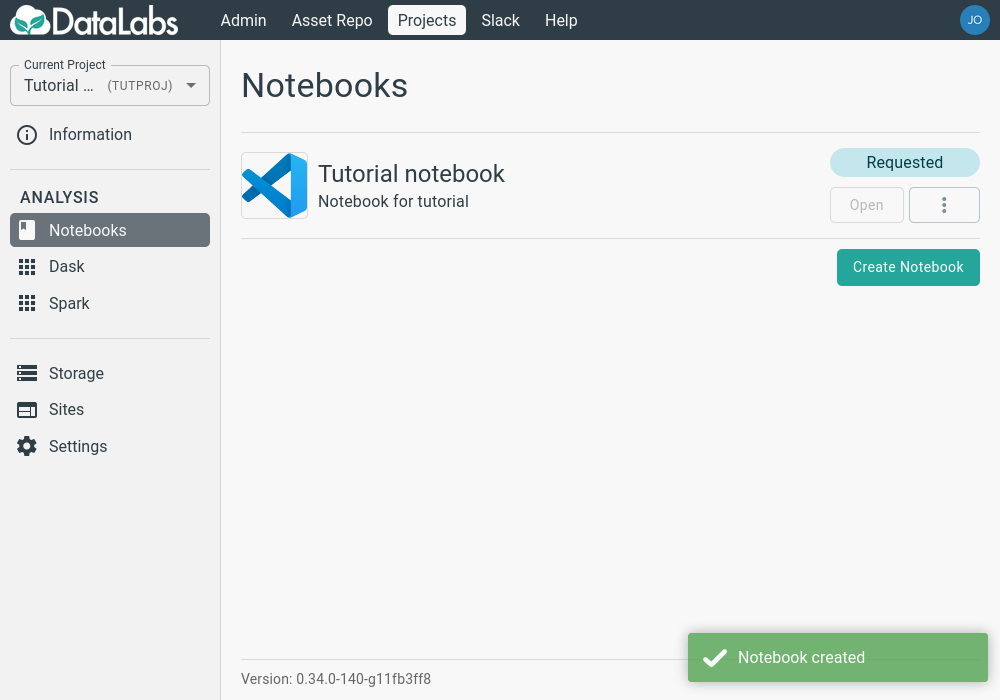 DataLabs
Admin Asset Repo Projects Slack Help
JO
Current Project
Tutorial ... (TUTPROJ)
Information
ANALYSIS
Notebooks
Dask
Spark
Storage
Sites
Settings
Notebooks
Tutorial notebook
Notebook for tutorial
Requested
Open
Create Notebook
Version: 0.34.0-140-g11fb3ff8
Notebook created